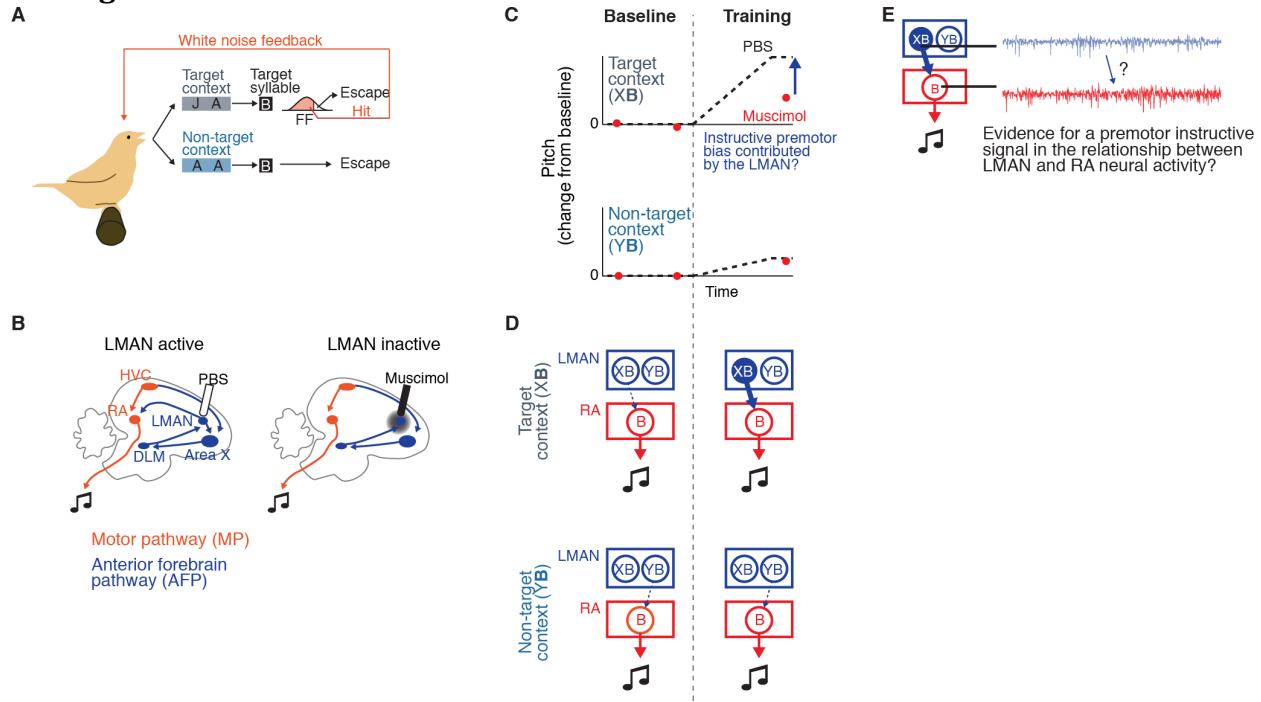 A
White noise feedback
Target
context
J A
Target
syllable
B
FF
Escape
Hit
Non-target
context
A A
B
Escape
B
LMAN active
HVC
PBS
RA
LMAN
DLM
Area X
LMAN inactive
Muscimol
Motor pathway (MP)
Anterior forebrain
pathway (AFP)
C
Baseline
Training
Pitch
(change from baseline)
Target
context
(XB)
0
PBS
Muscimol
Instructive premotor
bias contributed
by the LMAN?
Non-target
context
(YB)
0
Time
D
Target
context (XB)
LMAN
XB YB
RA
B
XB YB
B
Non-target
context (YB)
LMAN
XB YB
RA
B
XB YB
B
E
XB YB
B
?
Evidence for a premotor instructive
signal in the relationship between
LMAN and RA neural activity?